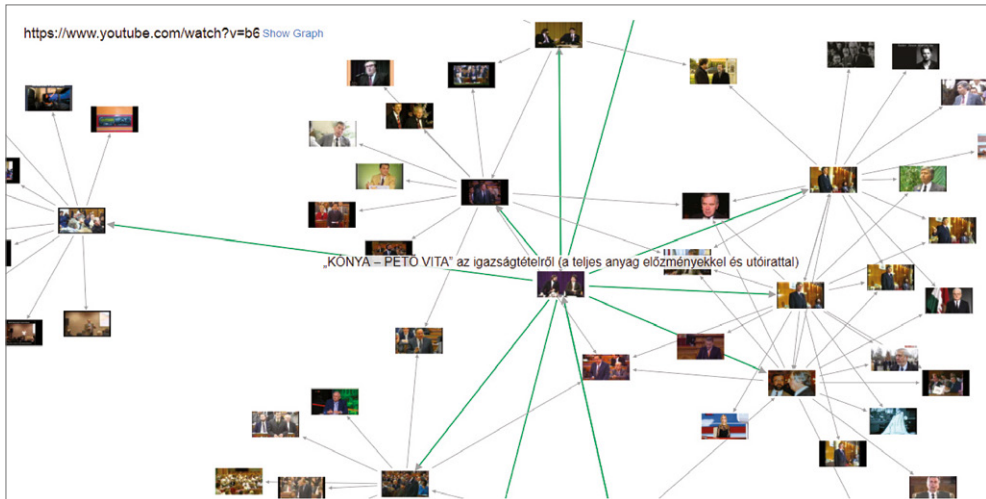 https://www.youtube.com/watch?v=b6 Show Graph
„KÓNYA – PETŐ VITA” az igazságtételről (a teljes anyag előzményekkel és utóirattal)